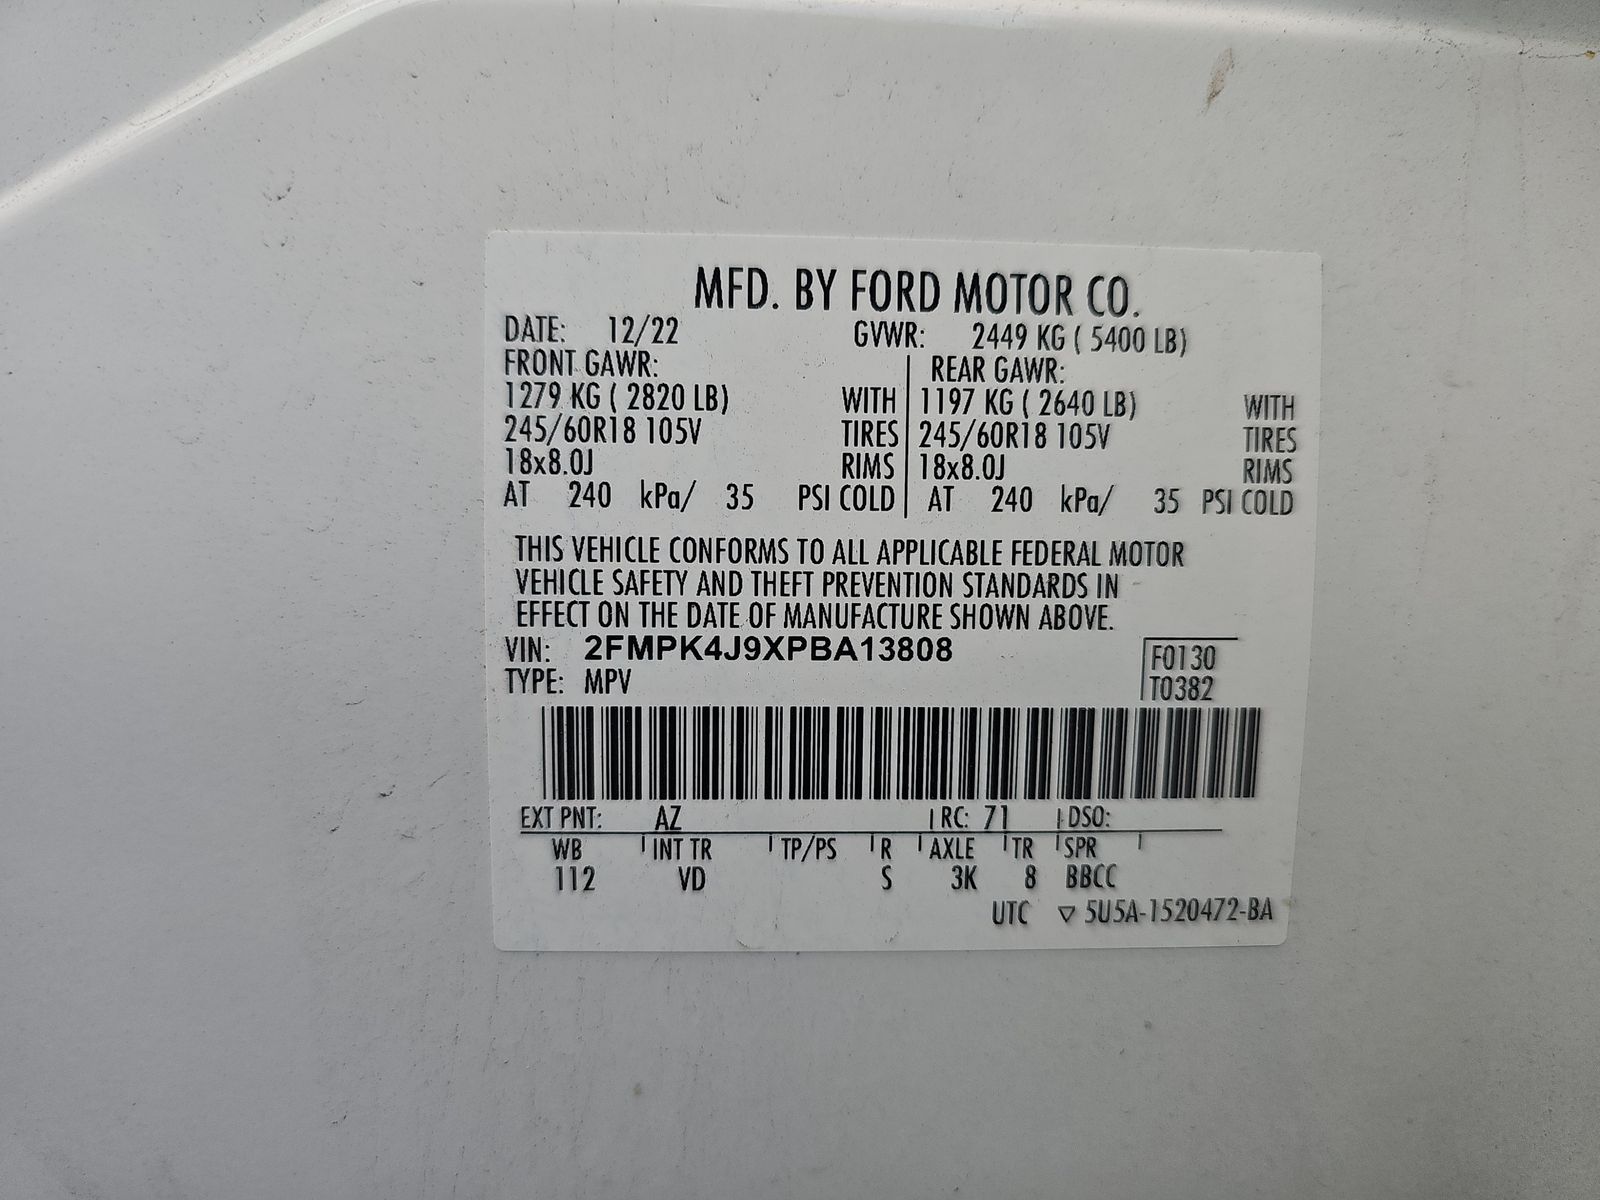 MFD. BY FORD MOTOR CO.
DATE: 12/22 GVWR: 2449 KG ( 5400 LB)
FRONT GAWR: REAR GAWR:
1279 KG ( 2820 LB) WITH 1197 KG ( 2640 LB) WITH
245/60R18 105V TIRES 245/60R18 105V TIRES
18x8.0J RIMS 18x8.0J RIMS
AT 240 kPa/ 35 PSI COLD AT 240 kPa/ 35 PSI COLD
THIS VEHICLE CONFORMS TO ALL APPLICABLE FEDERAL MOTOR
VEHICLE SAFETY AND THEFT PREVENTION STANDARDS IN
EFFECT ON THE DATE OF MANUFACTURE SHOWN ABOVE.
VIN: 2FMPK4J9XPBA13808 F0130
TYPE: MPV T0382
EXT PNT: AZ RC: 71 DSO:
WB INT TR TP/PS R AXLE TR SPR
112 VD S 3K 8 BBCC
UTC ▽ 5U5A-1520472-BA